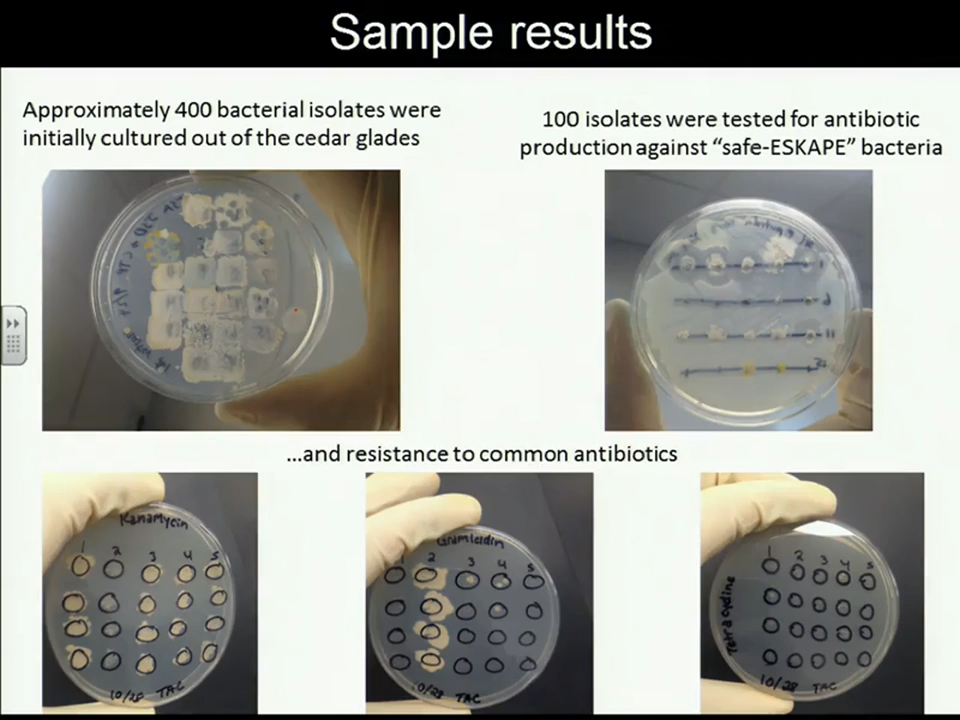 Sample results
Approximately 400 bacterial isolates were
initially cultured out of the cedar glades
100 isolates were tested for antibiotic
production against “safe-ESKAPE” bacteria
...and resistance to common antibiotics
Kanamycin
1 2 3 4 5
10/28 TAC
Gramicidin
1 2 3 4 5
10/28 TAC
Tetracycline
1 2 3 4 5
10/28 TAC